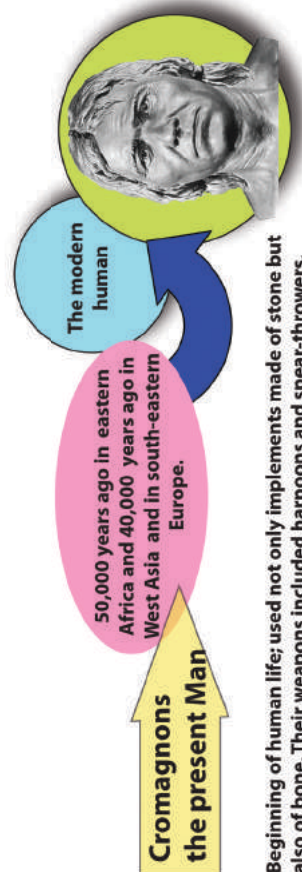 Cromagnons
the present Man
50,000 years ago in eastern
Africa and 40,000 years ago in
West Asia and in south-eastern
Europe.
The modern
human
Beginning of human life; used not only implements made of stone but
also of bone. Their weapons included harpoons and spear-throwers.